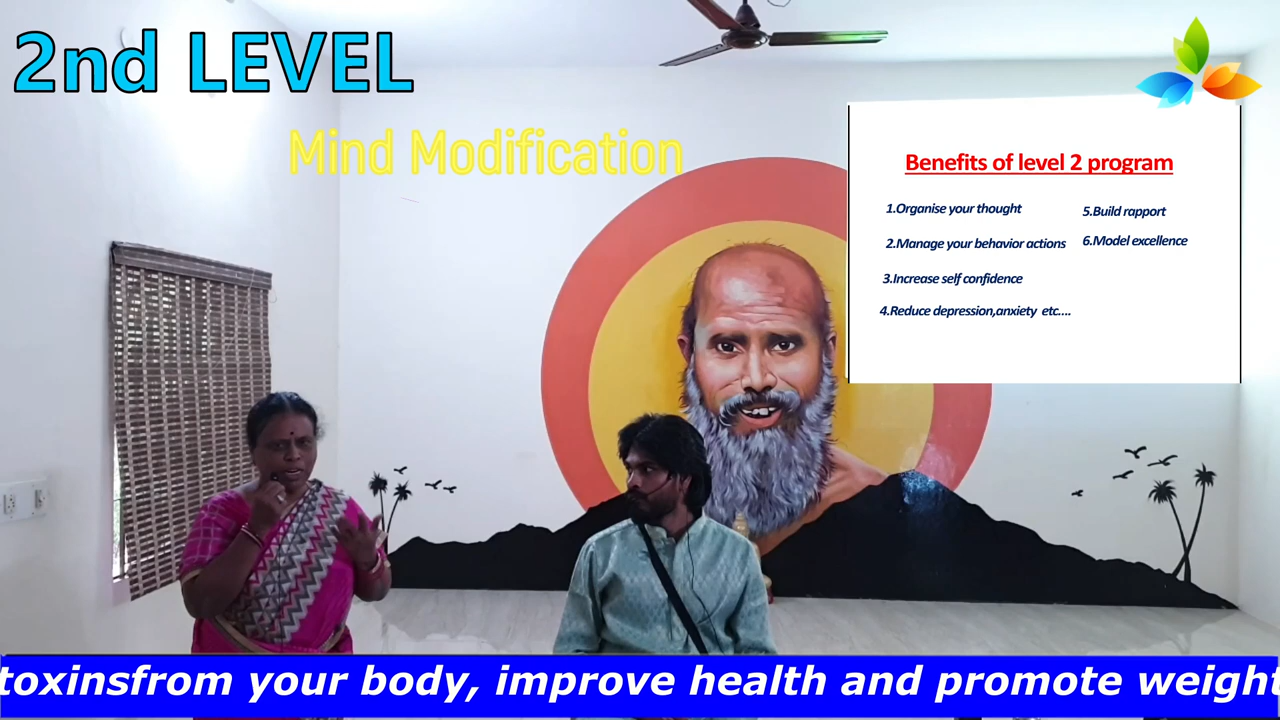 2nd LEVEL
Mind Modification
Benefits of level 2 program
1.Organise your thought
2.Manage your behavior actions
3.Increase self confidence
4.Reduce depression,anxiety etc....
5.Build rapport
6.Model excellence
toxinsfrom your body, improve health and promote weight